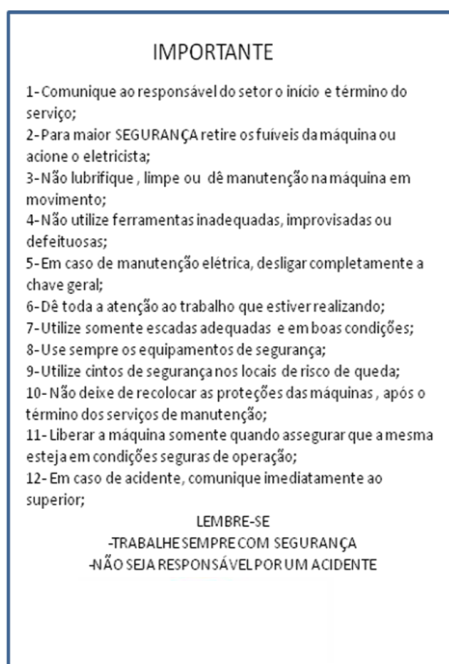 IMPORTANTE
1- Comunique ao responsável do setor o início e término do
serviço;
2- Para maior SEGURANÇA retire os fuíveis da máquina ou
acione o eletricista;
3- Não lubrifique , limpe ou dê manutenção na máquina em
movimento;
4- Não utilize ferramentas inadequadas, improvisadas ou
defeituosas;
5- Em caso de manutenção elétrica, desligar completamente a
chave geral;
6- Dê toda a atenção ao trabalho que estiver realizando;
7- Utilize somente escadas adequadas e em boas condições;
8- Use sempre os equipamentos de segurança;
9- Utilize cintos de segurança nos locais de risco de queda;
10- Não deixe de recolocar as proteções das máquinas , após o
término dos serviços de manutenção;
11- Liberar a máquina somente quando assegurar que a mesma
esteja em condições seguras de operação;
12- Em caso de acidente, comunique imediatamente ao
superior;
LEMBRE-SE
-TRABALHE SEMPRE COM SEGURANÇA
-NÃO SEJA RESPONSÁVEL POR UM ACIDENTE